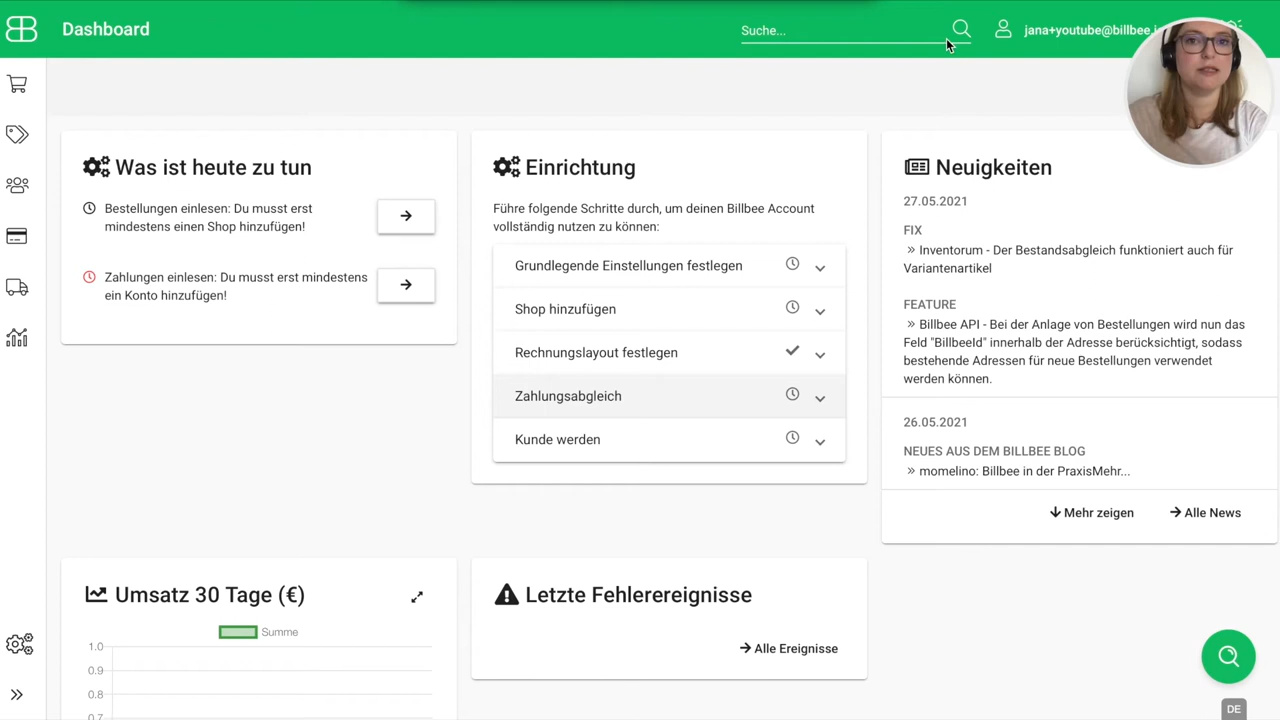 Dashboard
Suche...
jana+youtube@billbee.
Was ist heute zu tun
Bestellungen einlesen: Du musst erst
mindestens einen Shop hinzufügen!
Zahlungen einlesen: Du musst erst mindestens
ein Konto hinzufügen!
Einrichtung
Führe folgende Schritte durch, um deinen Billbee Account
vollständig nutzen zu können:
Grundlegende Einstellungen festlegen
Shop hinzufügen
Rechnungslayout festlegen
Zahlungsabgleich
Kunde werden
Neuigkeiten
27.05.2021
FIX
» Inventorum - Der Bestandsabgleich funktioniert auch für
Variantenartikel
FEATURE
» Billbee API - Bei der Anlage von Bestellungen wird nun das
Feld "BillbeeId" innerhalb der Adresse berücksichtigt, sodass
bestehende Adressen für neue Bestellungen verwendet
werden können.
26.05.2021
NEUES AUS DEM BILLBEE BLOG
» momelino: Billbee in der PraxisMehr...
Mehr zeigen
Alle News
Umsatz 30 Tage (€)
Summe
1.0
0.9
0.8
0.7
Letzte Fehlerereignisse
Alle Ereignisse
DE